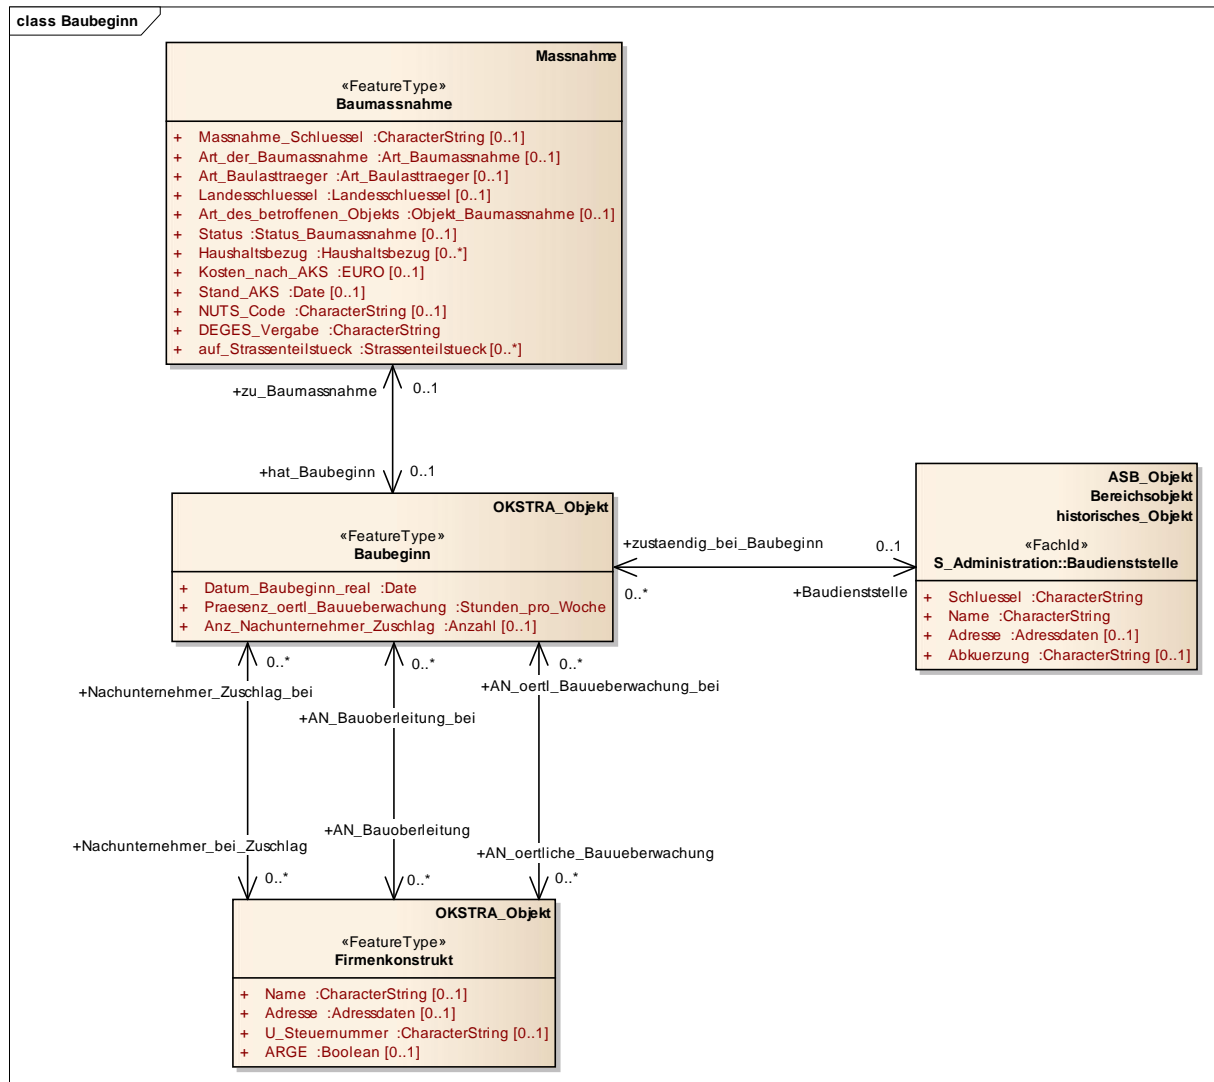 class Baubeginn
Massnahme
«FeatureType»
Baumassnahme
+ Massnahme_Schluessel :CharacterString [0..1]
+ Art_der_Baumassnahme :Art_Baumassnahme [0..1]
+ Art_Baulasttraeger :Art_Baulasttraeger [0..1]
+ Landesschluessel :Landesschluessel [0..1]
+ Art_des_betroffenen_Objekts :Objekt_Baumassnahme [0..1]
+ Status :Status_Baumassnahme [0..1]
+ Haushaltsbezug :Haushaltsbezug [0..*]
+ Kosten_nach_AKS :EURO [0..1]
+ Stand_AKS :Date [0..1]
+ NUTS_Code :CharacterString [0..1]
+ DEGES_Vergabe :CharacterString
+ auf_Strassenteilstueck :Strassenteilstueck [0..*]
+zu_Baumassnahme 0..1
+hat_Baubeginn 0..1
OKSTRA_Objekt
«FeatureType»
Baubeginn
+ Datum_Baubeginn_real :Date
+ Praesenz_oertl_Bauueberwachung :Stunden_pro_Woche
+ Anz_Nachunternehmer_Zuschlag :Anzahl [0..1]
+zustaendig_bei_Baubeginn 0..1
0..* +Baudienststelle
ASB_Objekt
Bereichsobjekt
historisches_Objekt
«FachId»
S_Administration::Baudienststelle
+ Schluessel :CharacterString
+ Name :CharacterString
+ Adresse :Adressdaten [0..1]
+ Abkuerzung :CharacterString [0..1]
0..* 0..* 0..*
+Nachunternehmer_Zuschlag_bei
+AN_oertl_Bauueberwachung_bei
+AN_Bauoberleitung_bei
+AN_Bauoberleitung
+Nachunternehmer_bei_Zuschlag
+AN_oertliche_Bauueberwachung
0..* 0..* 0..*
OKSTRA_Objekt
«FeatureType»
Firmenkonstrukt
+ Name :CharacterString [0..1]
+ Adresse :Adressdaten [0..1]
+ U_Steuernummer :CharacterString [0..1]
+ ARGE :Boolean [0..1]